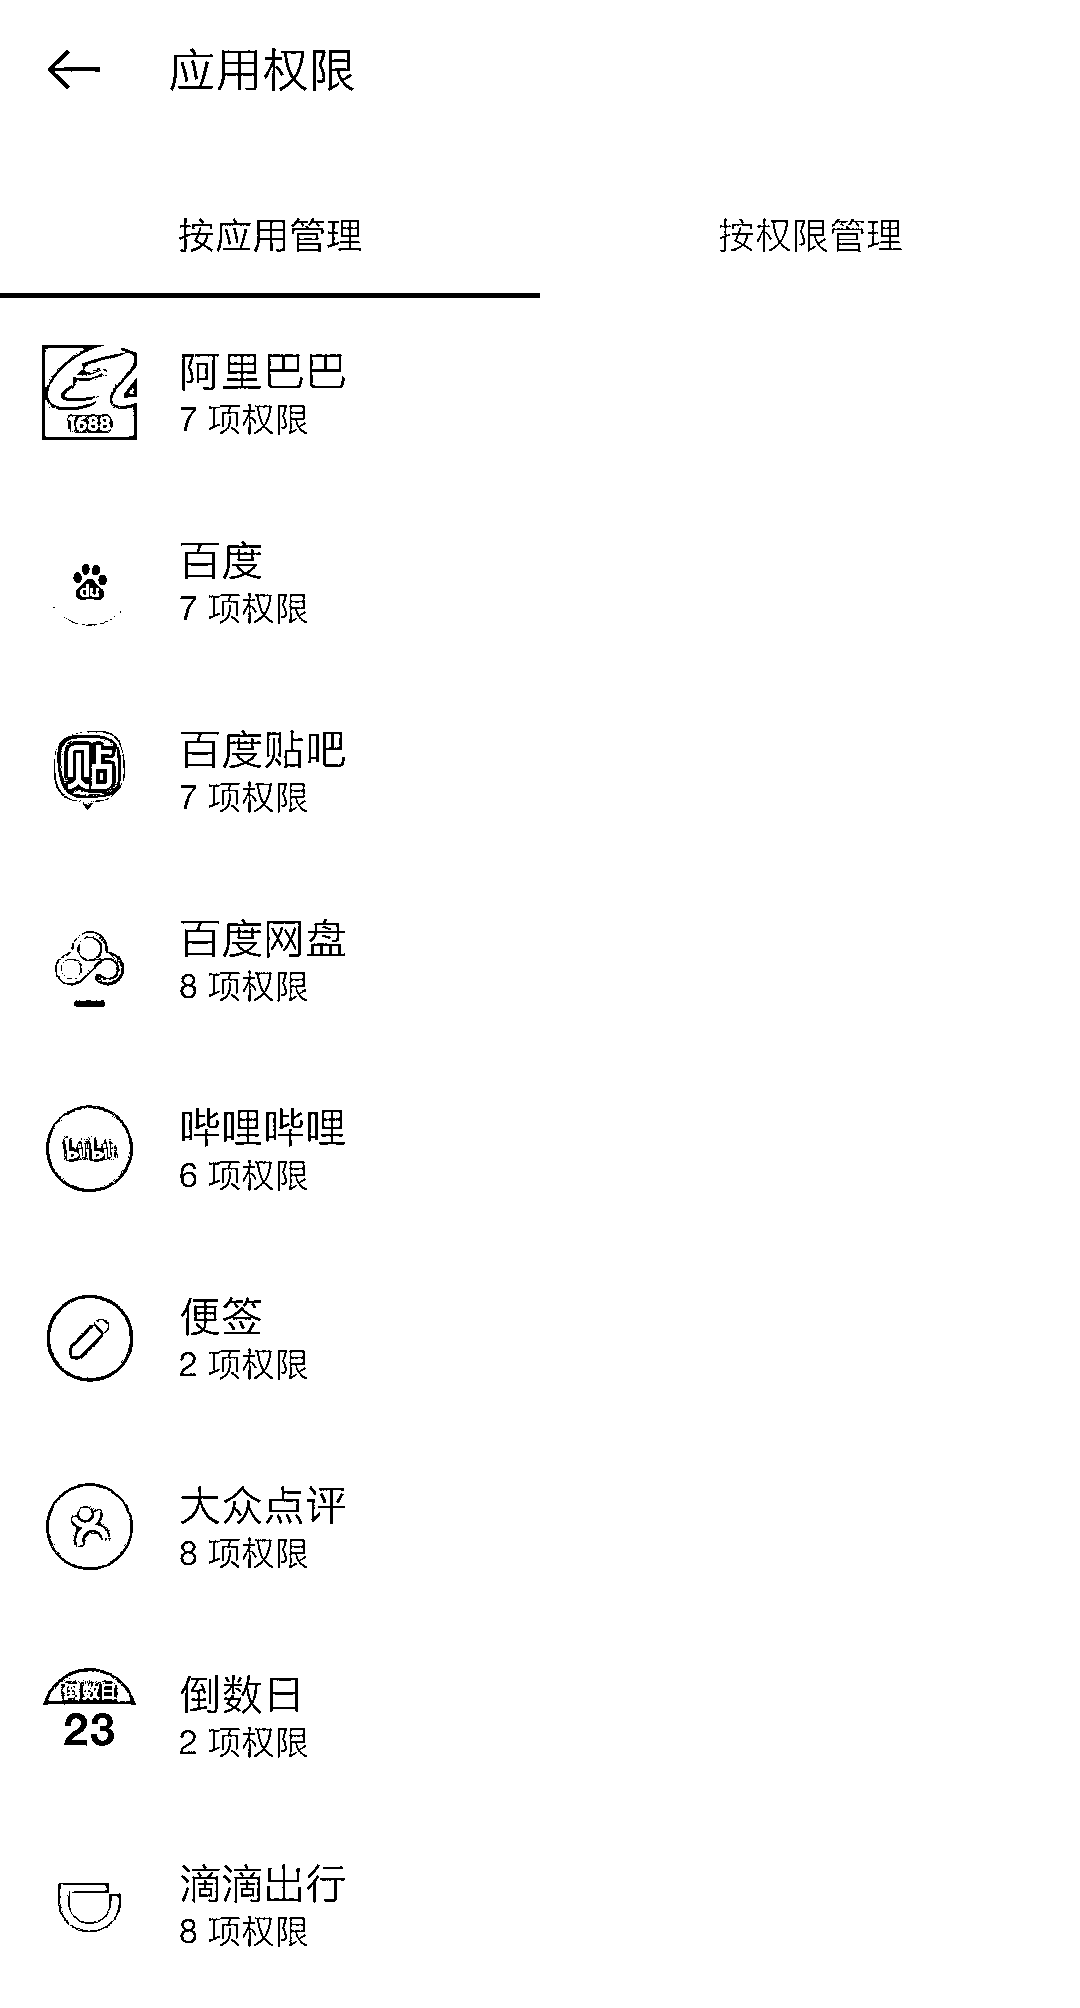 应用权限
按应用管理 按权限管理
阿里巴巴
1688
7 项权限
百度
du
7 项权限
百度贴吧
贴
7 项权限
百度网盘
8 项权限
哔哩哔哩
bilibili
6 项权限
便签
2 项权限
大众点评
8 项权限
倒数日
倒数日
23
2 项权限
滴滴出行
8 项权限